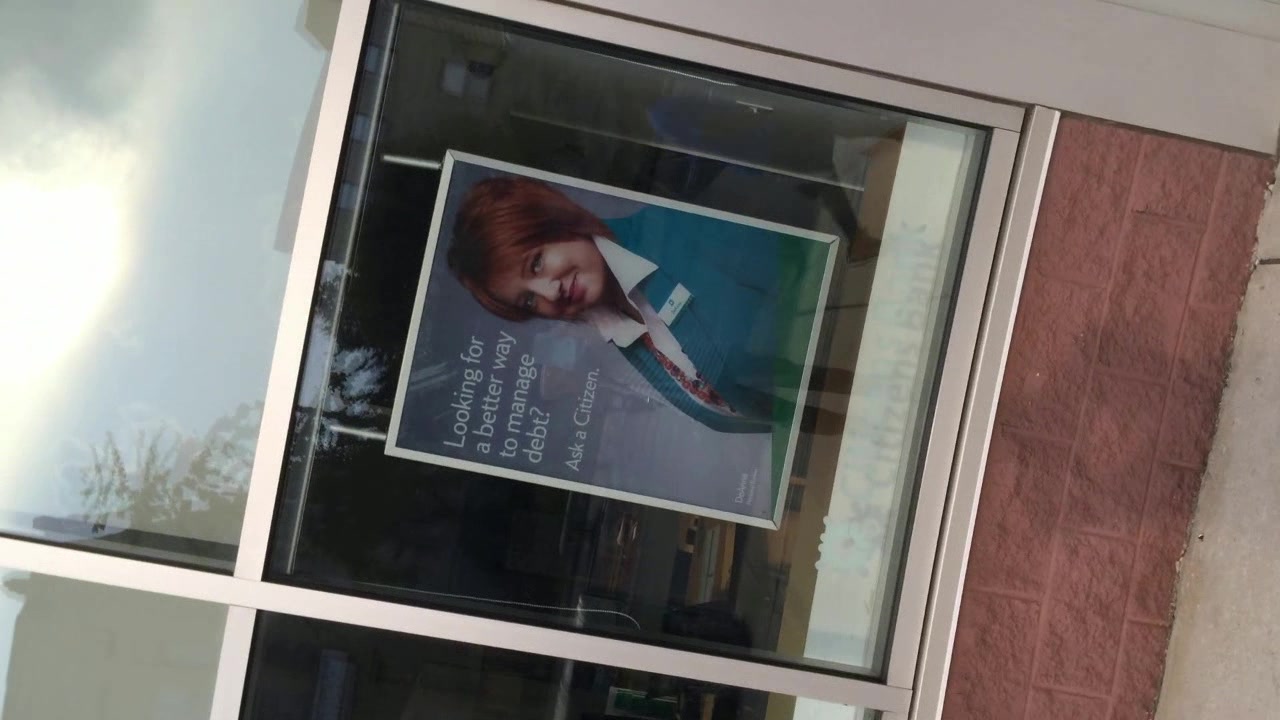 Looking for
a better way
to manage
debt?
Ask a Citizen.